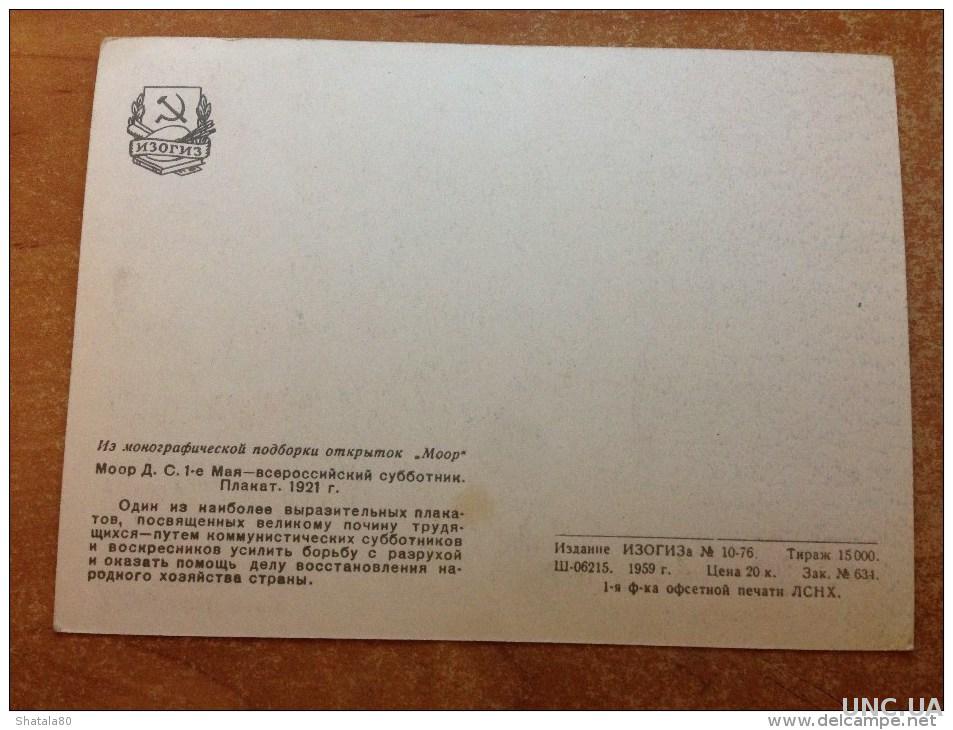 ИЗОГИЗ
Из монографической подборки открыток „Моор"
Моор Д. С. 1-е Мая—всероссийский субботник.
Плакат. 1921 г.
Один из наиболее выразительных плака-
тов, посвященных великому почину трудя-
щихся—путем коммунистических субботников
и воскресников усилить борьбу с разрухой
и оказать помощь делу восстановления на-
родного хозяйства страны.
Издание ИЗОГИЗа № 10-76. Тираж 15000.
Ш-06215. 1959 г. Цена 20 к. Зак. № 634.
1-я ф-ка офсетной печати ЛСНХ.
UNC.UA
Shatala80
www.delcampe.net